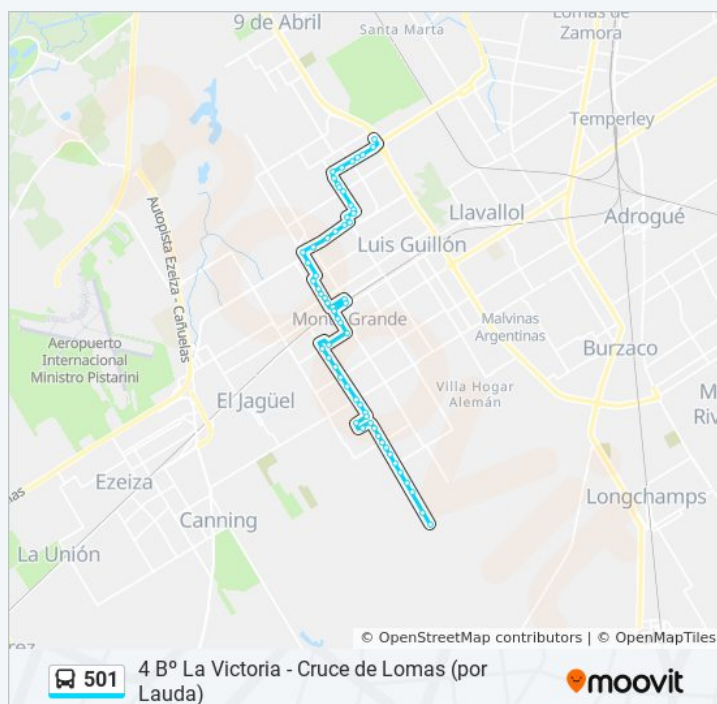 9 de Abril
Santa Marta
Lomas de
Zamora
Temperley
Llavallol
Adrogué
Luis Guillón
Autopista Ezeiza - Cañuelas
Monte Grande
Malvinas
Argentinas
Burzaco
Aeropuerto
Internacional
Ministro Pistarini
El Jagüel
Villa Hogar
Alemán
M
Riv
Ezeiza
Longchamps
Canning
La Unión
© OpenStreetMap contributors | © OpenMapTiles
501
4 Bº La Victoria - Cruce de Lomas (por
Lauda)
moovit